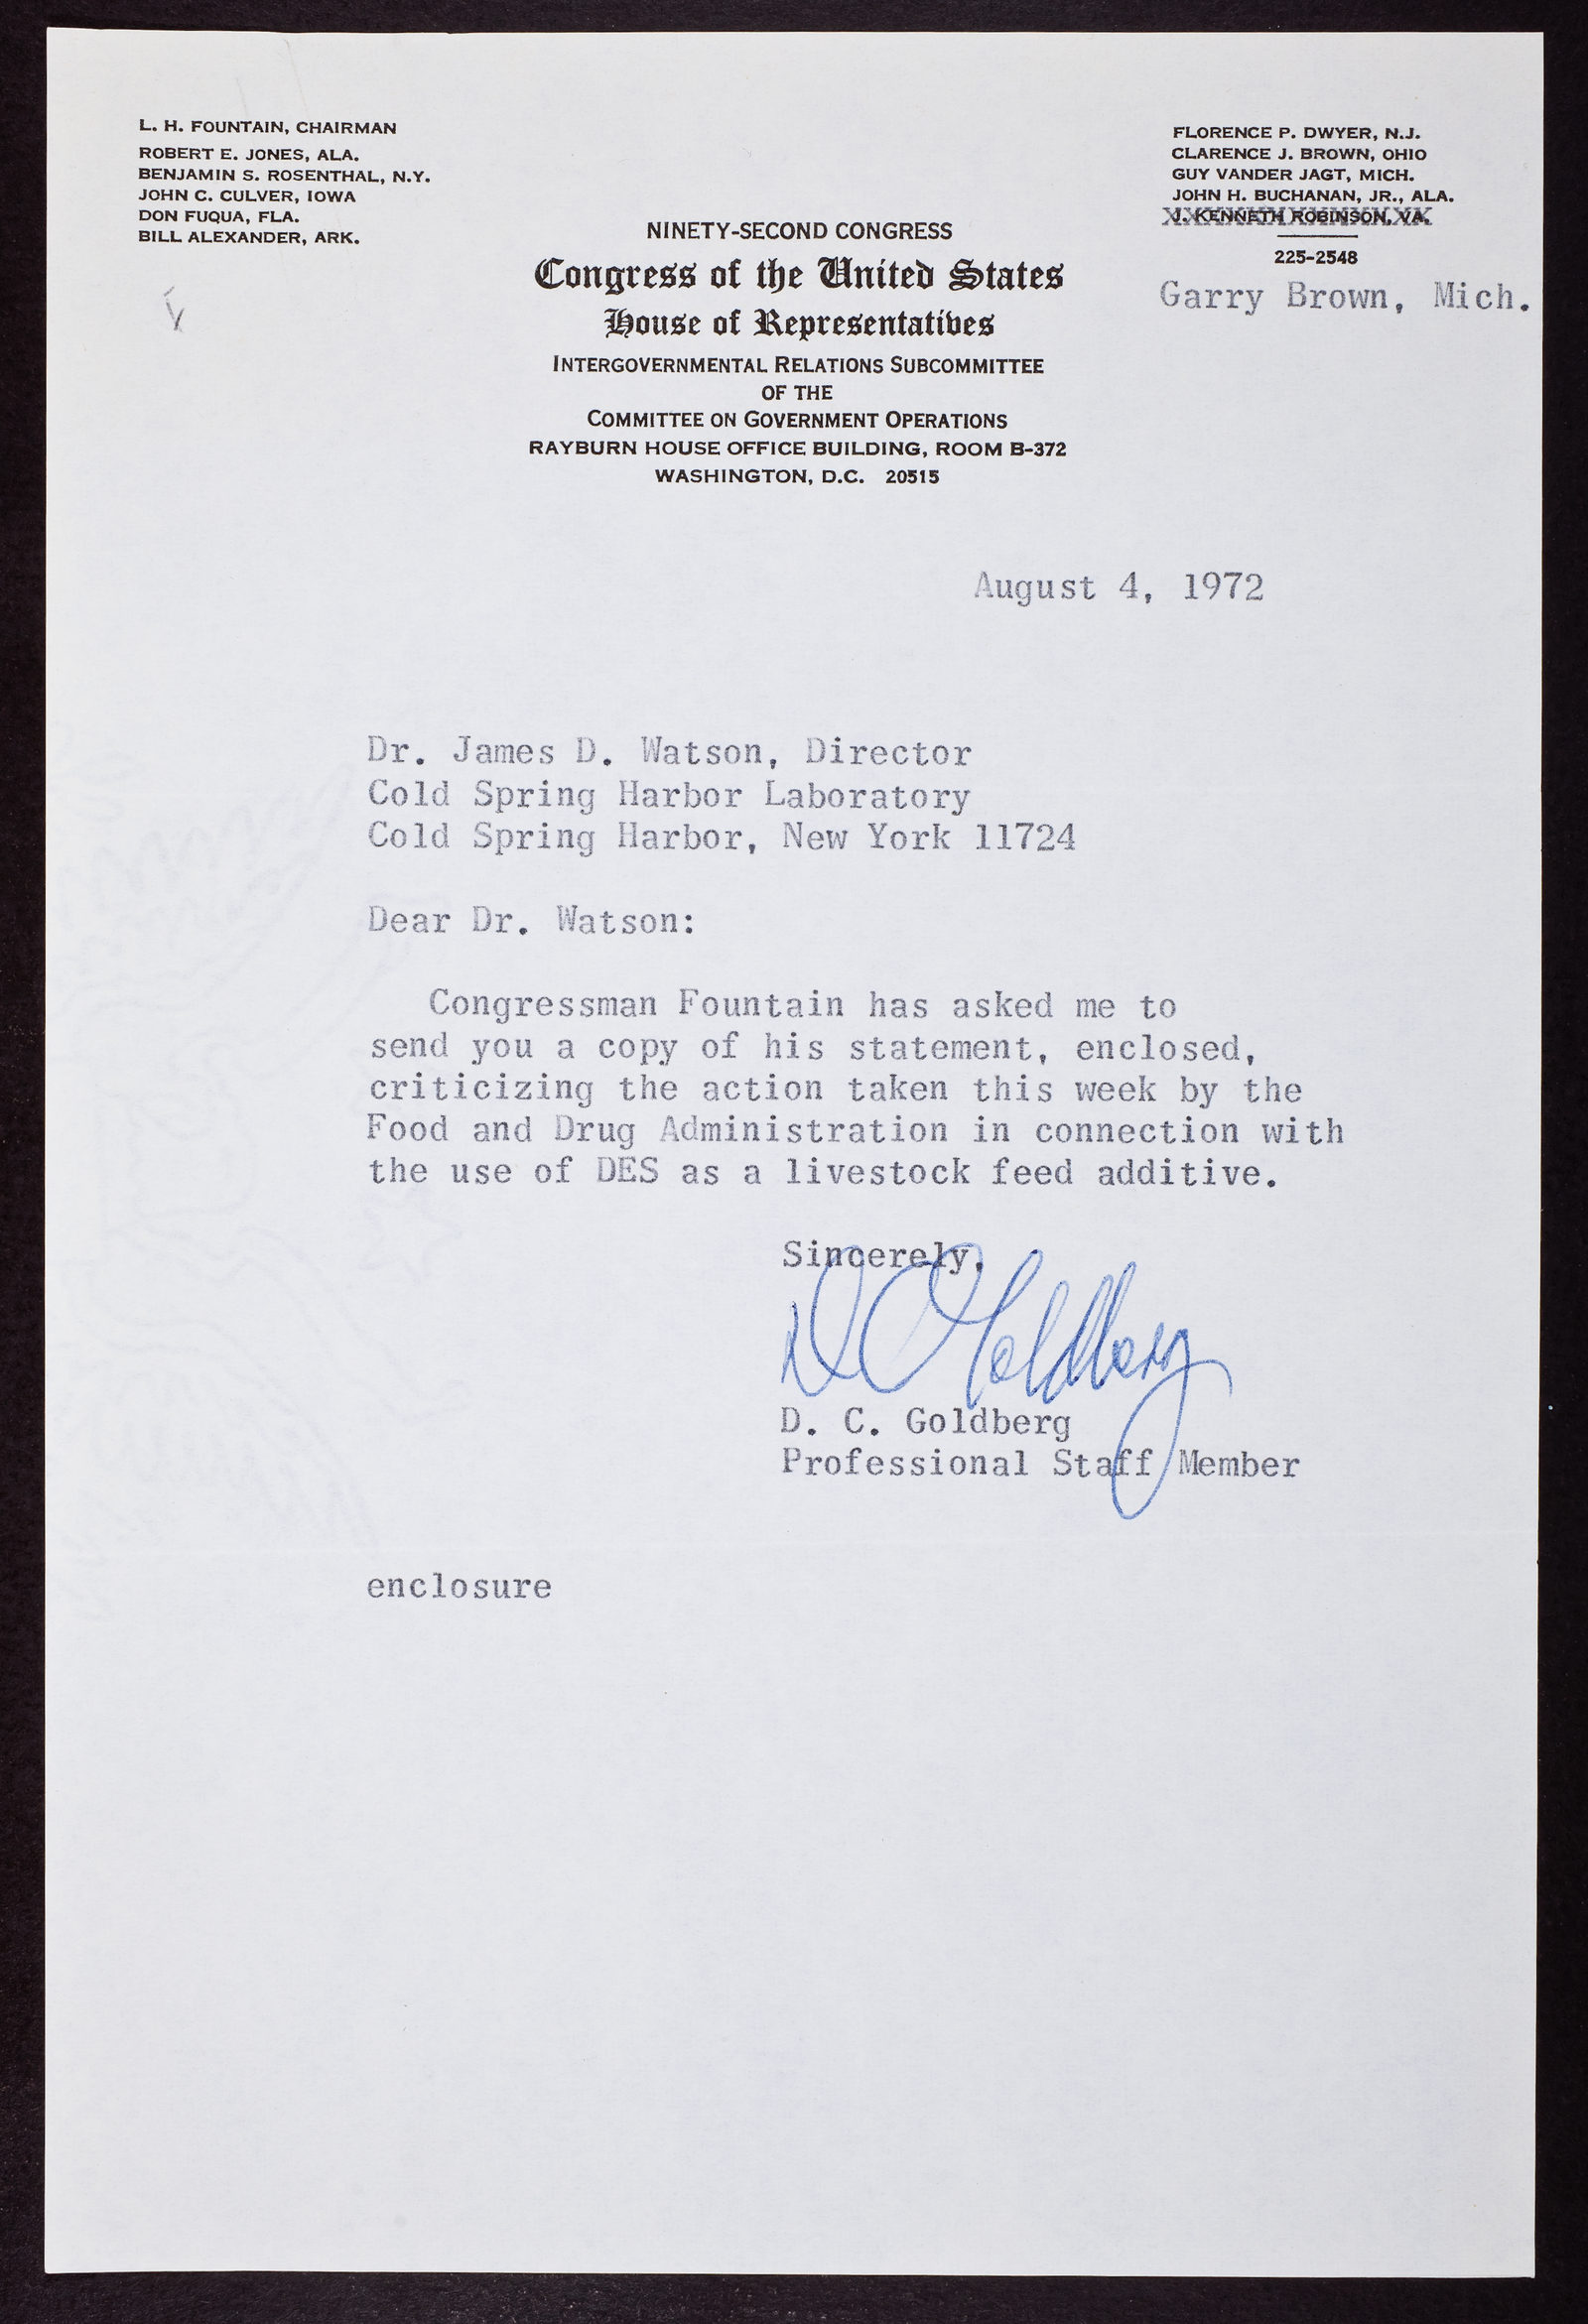 L. H. FOUNTAIN, CHAIRMAN
ROBERT E. JONES, ALA.
BENJAMIN S. ROSENTHAL, N.Y.
JOHN C. CULVER, IOWA
DON FUQUA, FLA.
BILL ALEXANDER, ARK.
FLORENCE P. DWYER, N.J.
CLARENCE J. BROWN, OHIO
GUY VANDER JAGT, MICH.
JOHN H. BUCHANAN, JR., ALA.
J. KENNETH ROBINSON, VA.
225-2548
Garry Brown, Mich.
NINETY-SECOND CONGRESS
Congress of the United States
House of Representatives
INTERGOVERNMENTAL RELATIONS SUBCOMMITTEE
OF THE
COMMITTEE ON GOVERNMENT OPERATIONS
RAYBURN HOUSE OFFICE BUILDING, ROOM B-372
WASHINGTON, D.C. 20515
August 4, 1972
Dr. James D. Watson, Director
Cold Spring Harbor Laboratory
Cold Spring Harbor, New York 11724
Dear Dr. Watson:
Congressman Fountain has asked me to
send you a copy of his statement, enclosed,
criticizing the action taken this week by the
Food and Drug Administration in connection with
the use of DES as a livestock feed additive.
Sincerely,
D C Goldberg
D. C. Goldberg
Professional Staff Member
enclosure